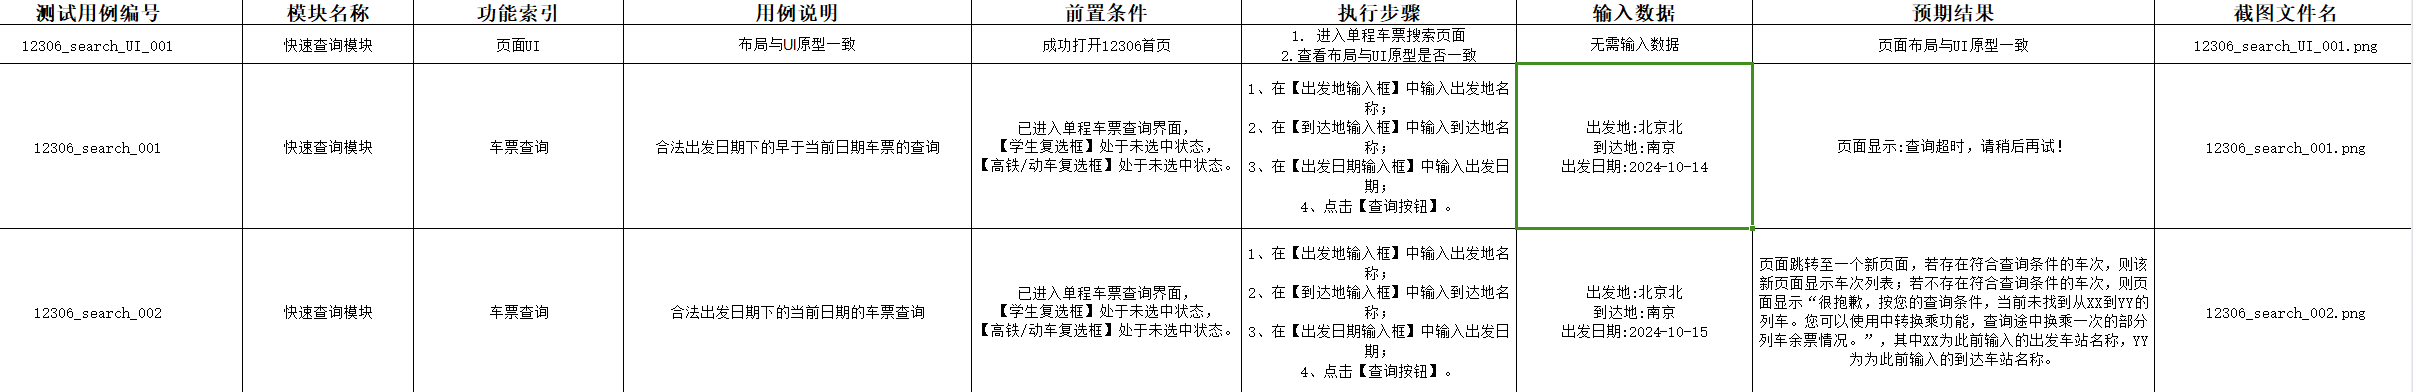 测试用例编号
模块名称
功能索引
用例说明
前置条件
执行步骤
输入数据
预期结果
截图文件名
12306_search_UI_001
快速查询模块
页面UI
布局与UI原型一致
成功打开12306首页
1. 进入单程车票搜索页面
2.查看布局与UI原型是否一致
无需输入数据
页面布局与UI原型一致
12306_search_UI_001.png
12306_search_001
快速查询模块
车票查询
合法出发日期下的早于当前日期车票的查询
已进入单程车票查询界面，
【学生复选框】处于未选中状态，
【高铁/动车复选框】处于未选中状态。
1、在【出发地输入框】中输入出发地名
称；
2、在【到达地输入框】中输入到达地名
称；
3、在【出发日期输入框】中输入出发日
期；
4、点击【查询按钮】。
出发地:北京北
到达地:南京
出发日期:2024-10-14
页面显示:查询超时，请稍后再试！
12306_search_001.png
12306_search_002
快速查询模块
车票查询
合法出发日期下的当前日期的车票查询
已进入单程车票查询界面，
【学生复选框】处于未选中状态，
【高铁/动车复选框】处于未选中状态。
1、在【出发地输入框】中输入出发地名
称；
2、在【到达地输入框】中输入到达地名
称；
3、在【出发日期输入框】中输入出发日
期；
4、点击【查询按钮】。
出发地:北京北
到达地:南京
出发日期:2024-10-15
页面跳转至一个新页面，若存在符合查询条件的车次，则该
新页面显示车次列表；若不存在符合查询条件的车次，则页
面显示“很抱歉，按您的查询条件，当前未找到从XX到YY的
列车。您可以使用中转换乘功能，查询途中换乘一次的部分
列车余票情况。”，其中XX为此前输入的出发车站名称，YY
为为此前输入的到达车站名称。
12306_search_002.png